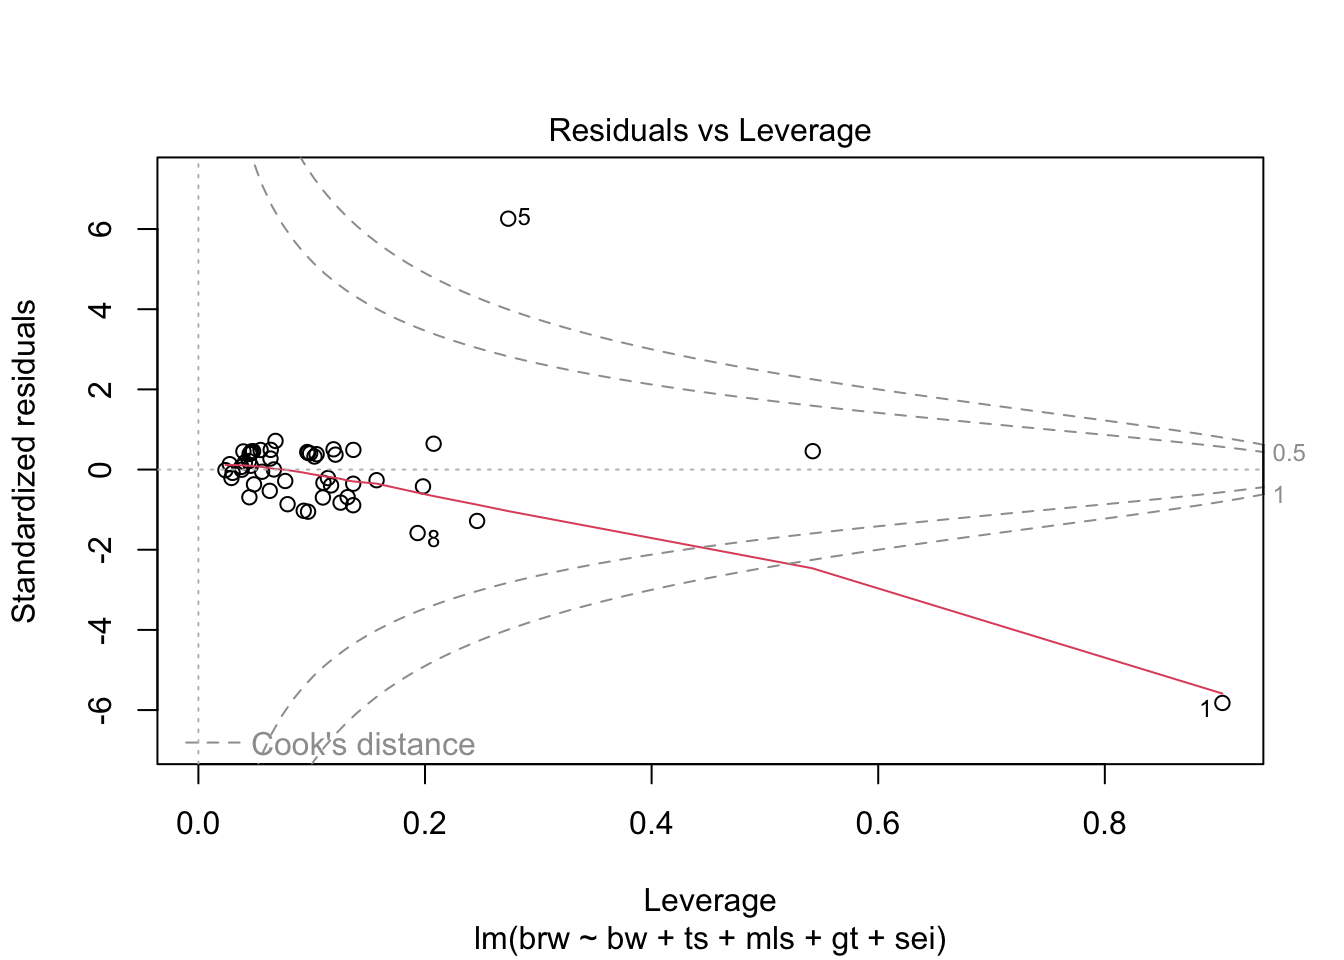 Residuals vs Leverage
Standardized residuals
6
4
2
0
-2
-4
-6
5
8
1
0.5
1
Cook's distance
0.0 0.2 0.4 0.6 0.8
Leverage
lm(brw ~ bw + ts + mls + gt + sei)